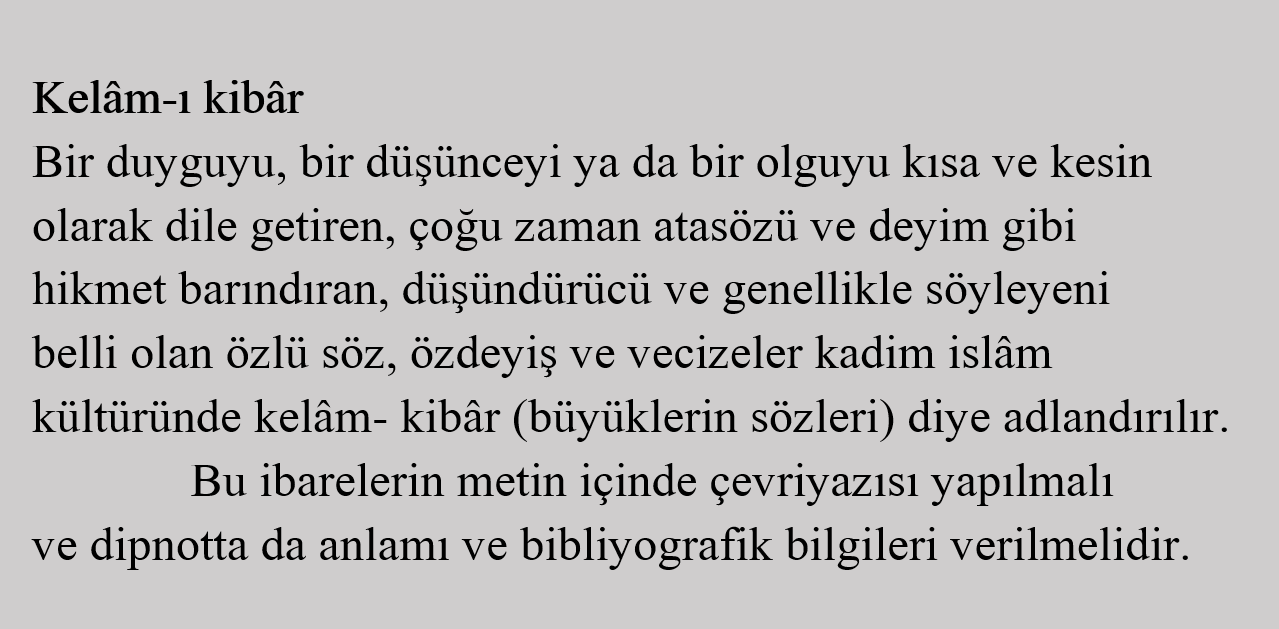 Kelâm-ı kibâr
Bir duyguyu, bir düşünceyi ya da bir olguyu kısa ve kesin
olarak dile getiren, çoğu zaman atasözü ve deyim gibi
hikmet barındıran, düşündürücü ve genellikle söyleyeni
belli olan özlü söz, özdeyiş ve vecizeler kadim islâm
kültüründe kelâm- kibâr (büyüklerin sözleri) diye adlandırılır.
Bu ibarelerin metin içinde çevriyazısı yapılmalı
ve dipnotta da anlamı ve bibliyografik bilgileri verilmelidir.